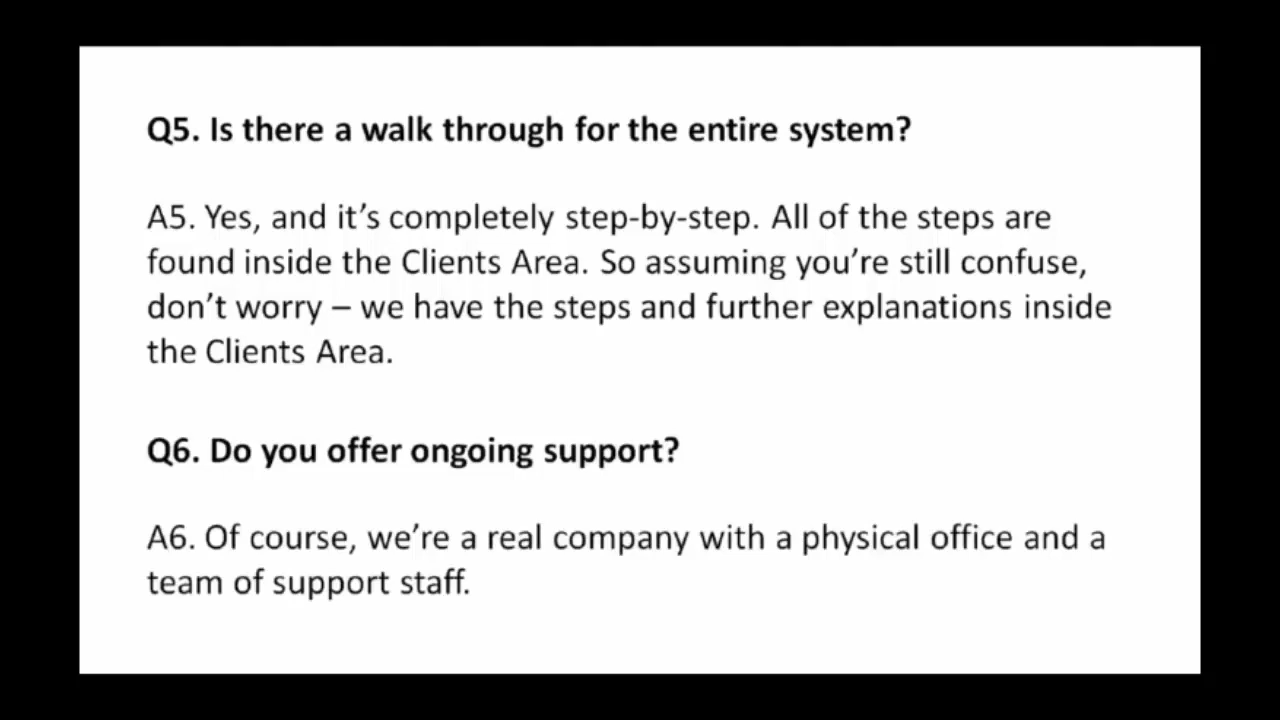 Q5. Is there a walk through for the entire system?
A5. Yes, and it’s completely step-by-step. All of the steps are
found inside the Clients Area. So assuming you’re still confuse,
don’t worry – we have the steps and further explanations inside
the Clients Area.
Q6. Do you offer ongoing support?
A6. Of course, we’re a real company with a physical office and a
team of support staff.